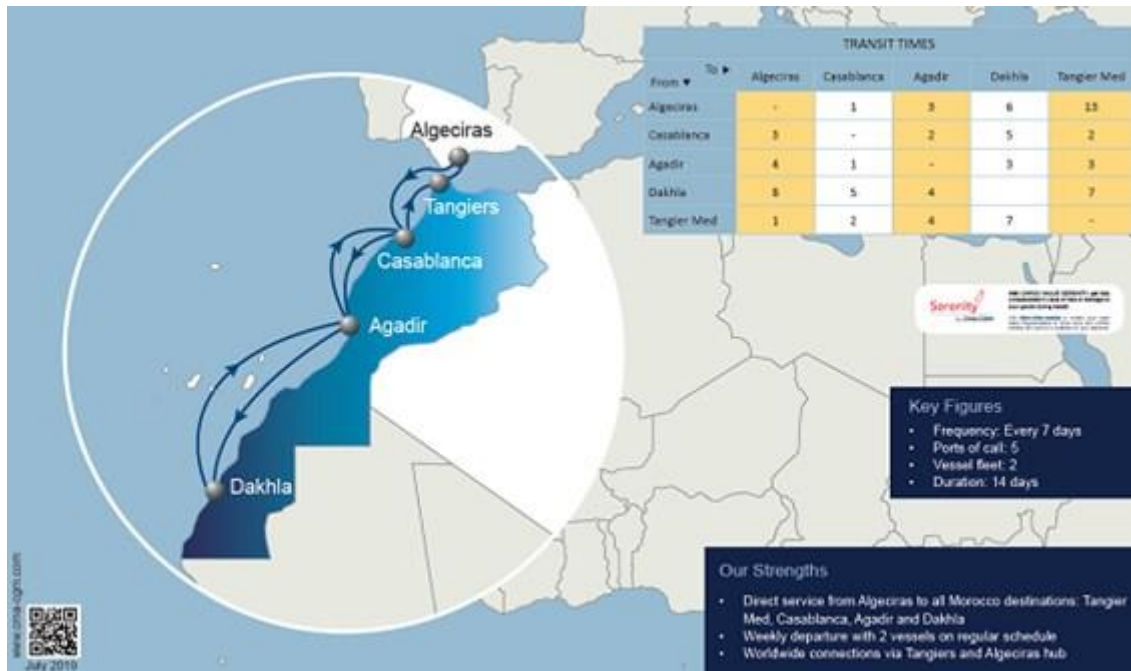 TRANSIT TIMES
To ▶
From ▼
Algeciras Casablanca Agadir Dakhla Tangier Med
Algeciras - 1 3 6 13
Casablanca 3 - 2 5 2
Agadir 4 1 - 3 3
Dakhla 8 5 4 7
Tangier Med 1 2 4 7 -
Algeciras
Tangiers
Casablanca
Agadir
Dakhla
Serenity
Key Figures
• Frequency: Every 7 days
• Ports of call: 5
• Vessel fleet: 2
• Duration: 14 days
Our Strengths
• Direct service from Algeciras to all Morocco destinations: Tangier
Med, Casablanca, Agadir and Dakhla
• Weekly departure with 2 vessels on regular schedule
• Worldwide connections via Tangiers and Algeciras hub
www.cma-cgm.com
July 2019